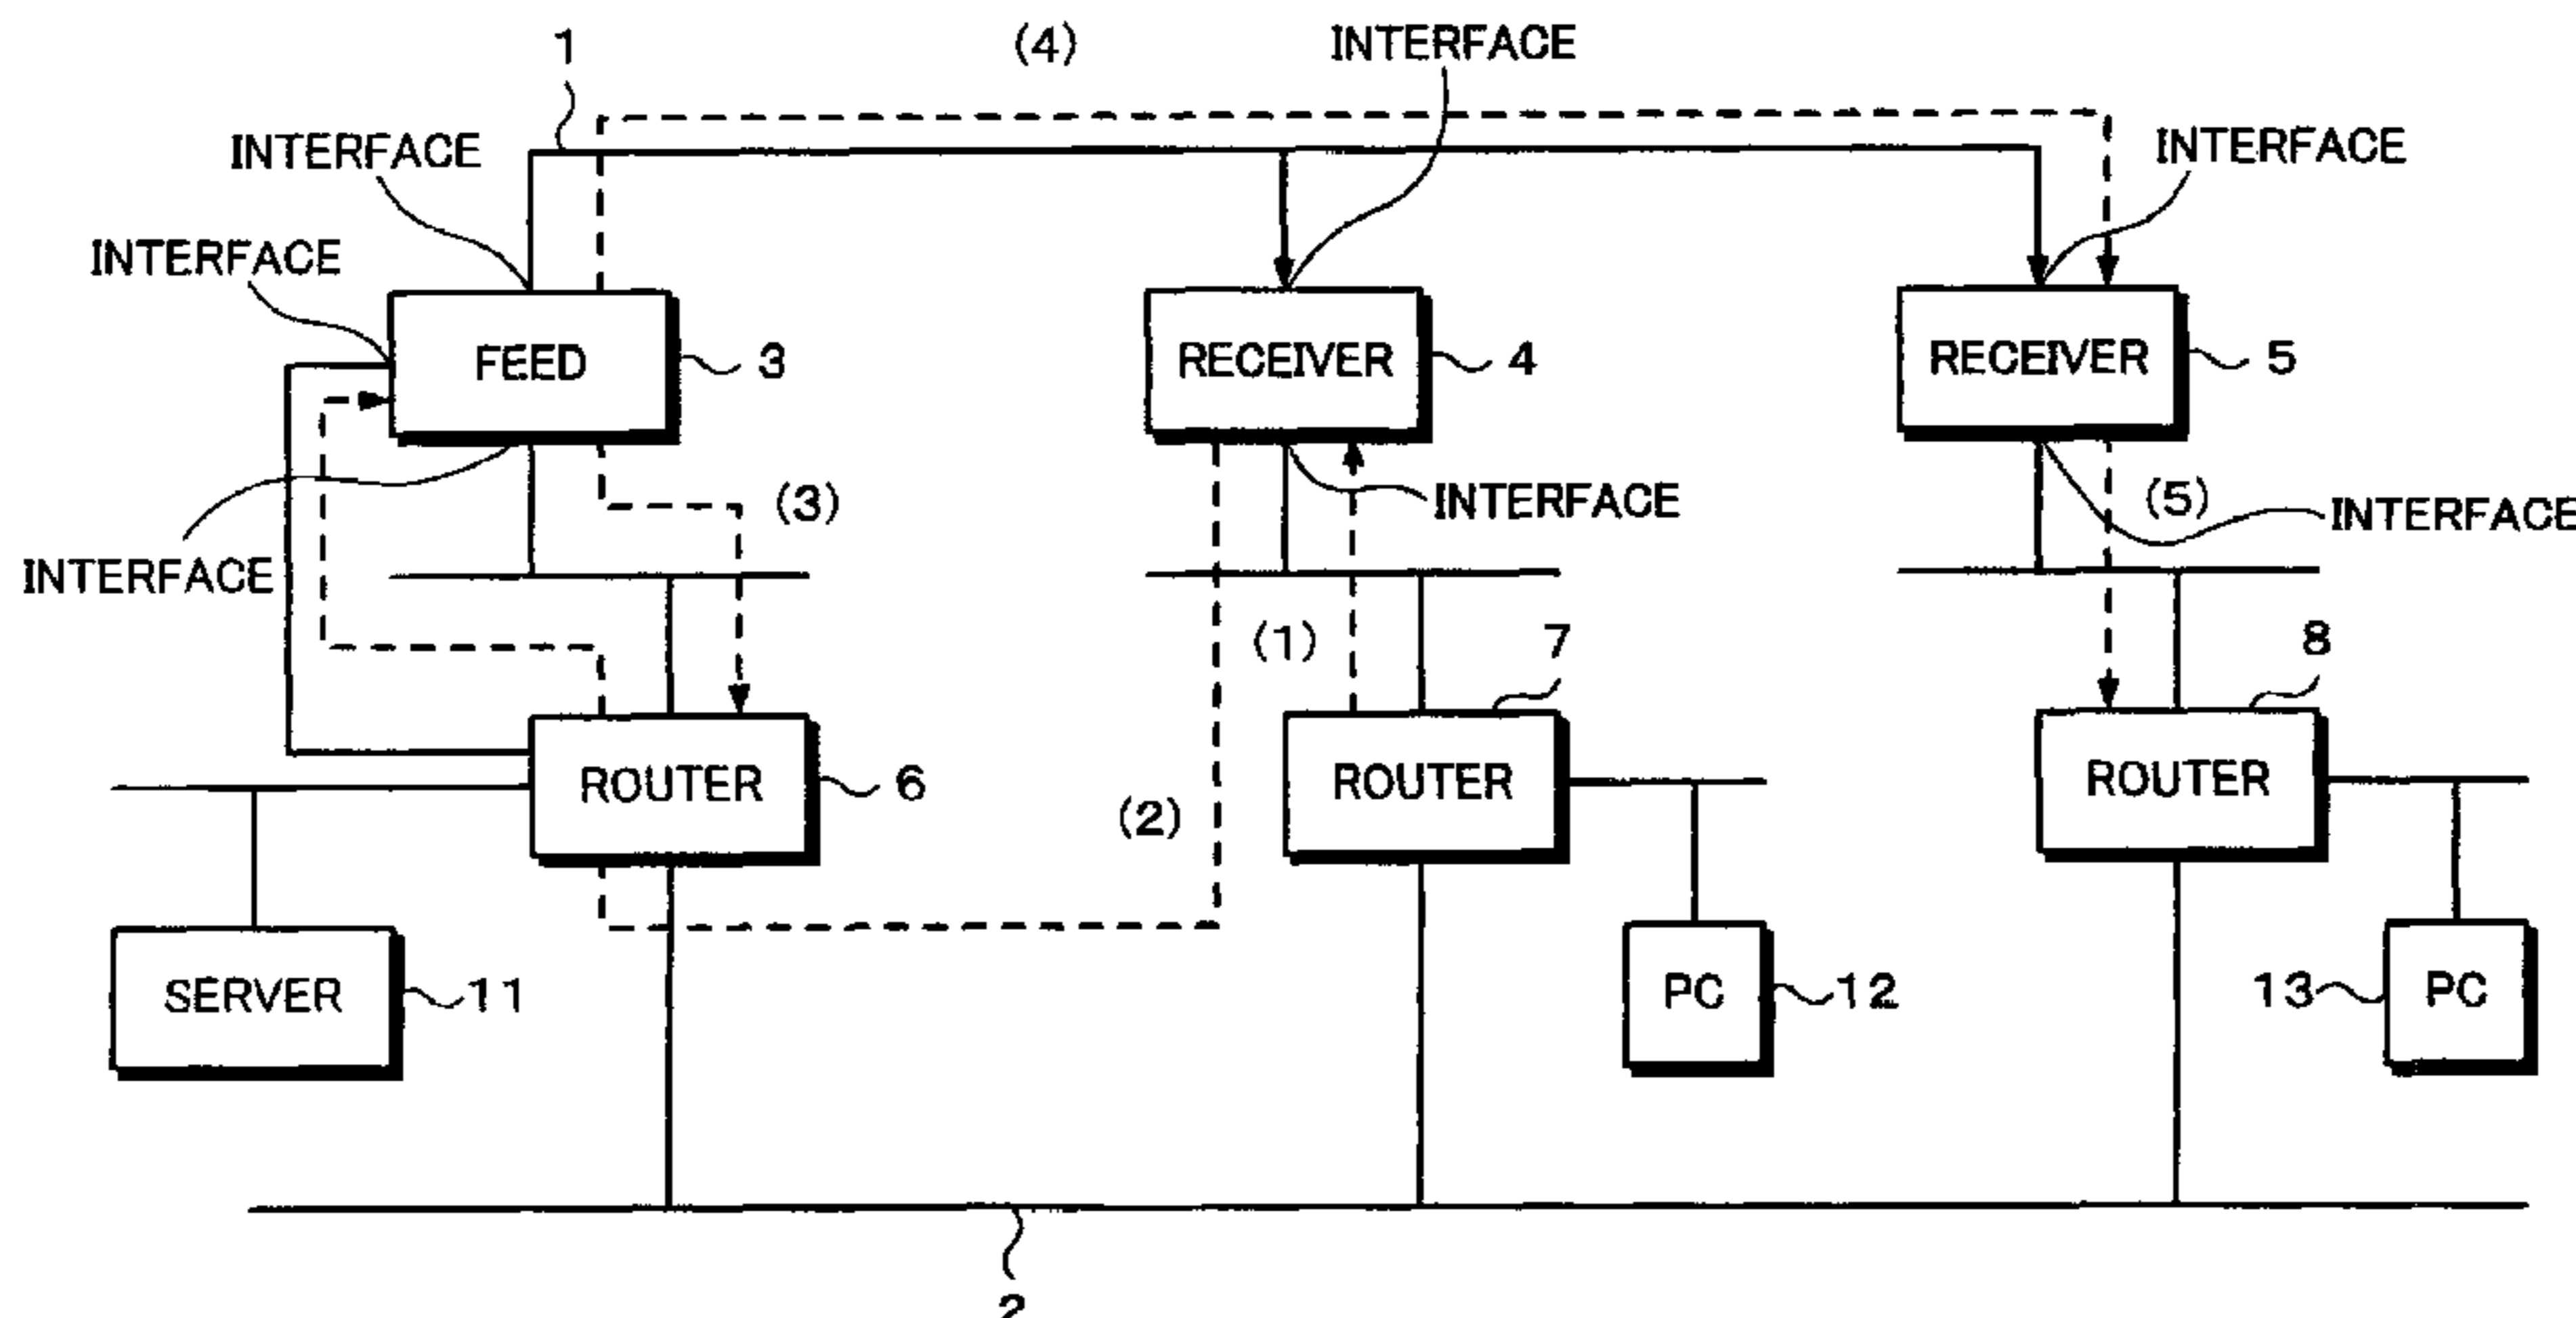 1
(4)
INTERFACE
INTERFACE
INTERFACE
INTERFACE
FEED
3
RECEIVER
4
RECEIVER
5
(3)
INTERFACE
(5)
INTERFACE
INTERFACE
(1)
7
8
ROUTER
6
(2)
ROUTER
ROUTER
SERVER
11
PC
12
13
PC
2